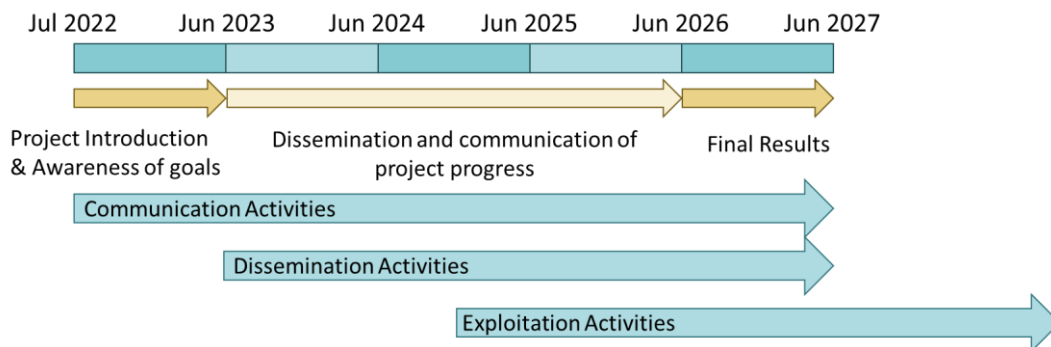 Jul 2022 Jun 2023 Jun 2024 Jun 2025 Jun 2026 Jun 2027
Project Introduction
& Awareness of goals
Dissemination and communication of
project progress
Final Results
Communication Activities
Dissemination Activities
Exploitation Activities